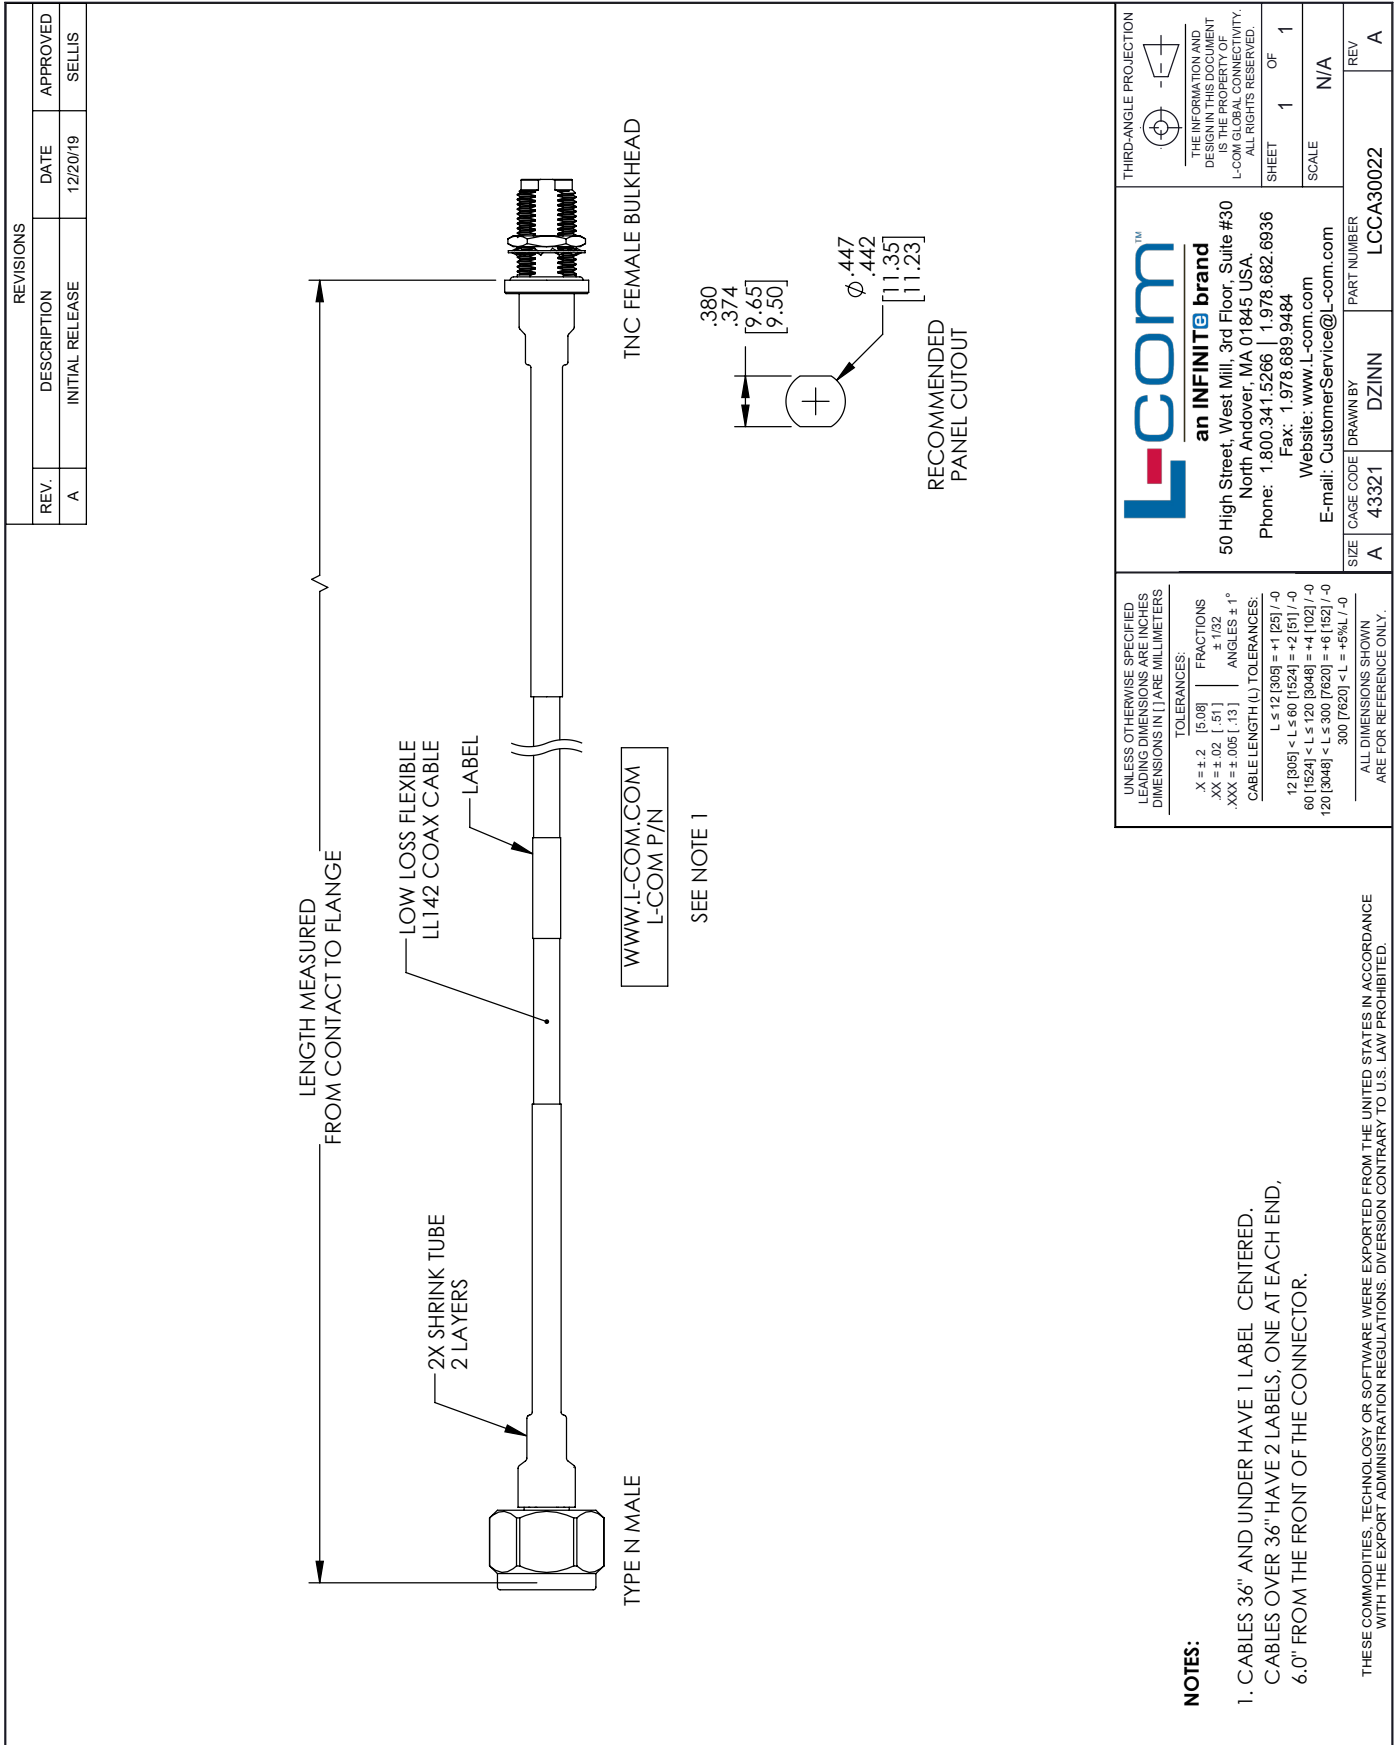 REVISIONS
REV.
DESCRIPTION
DATE
APPROVED
A
INITIAL RELEASE
12/20/19
SELLIS
LENGTH MEASURED
FROM CONTACT TO FLANGE
2X SHRINK TUBE
2 LAYERS
LOW LOSS FLEXIBLE
LL142 COAX CABLE
LABEL
TYPE N MALE
TNC FEMALE BULKHEAD
WWW.L-COM.COM
L-COM P/N
SEE NOTE 1
.380
.374
[9.65]
[9.50]
⌀.447
.442
[11.35]
[11.23]
RECOMMENDED
PANEL CUTOUT
NOTES:
1. CABLES 36" AND UNDER HAVE 1 LABEL CENTERED.
CABLES OVER 36" HAVE 2 LABELS, ONE AT EACH END,
6.0" FROM THE FRONT OF THE CONNECTOR.
THESE COMMODITIES, TECHNOLOGY OR SOFTWARE WERE EXPORTED FROM THE UNITED STATES IN ACCORDANCE
WITH THE EXPORT ADMINISTRATION REGULATIONS. DIVERSION CONTRARY TO U.S. LAW PROHIBITED.
UNLESS OTHERWISE SPECIFIED
LEADING DIMENSIONS ARE INCHES
DIMENSIONS IN [ ] ARE MILLIMETERS
TOLERANCES:
.X = ±.2 [5.08]
.XX = ±.02 [.51]
.XXX = ±.005 [.13]
FRACTIONS
± 1/32
ANGLES ± 1°
CABLE LENGTH (L) TOLERANCES:
L ≤ 12 [305] = +1 [25] / -0
12 [305] < L ≤ 60 [1524] = +2 [51] / -0
60 [1524] < L ≤ 120 [3048] = +4 [102] / -0
120 [3048] < L ≤ 300 [7620] = +6 [152] / -0
300 [7620] < L = +5%L / -0
ALL DIMENSIONS SHOWN
ARE FOR REFERENCE ONLY.
L-com™
an INFINITe brand
50 High Street, West Mill, 3rd Floor, Suite #30
North Andover, MA 01845 USA.
Phone: 1.800.341.5266 | 1.978.682.6936
Fax: 1.978.689.9484
Website: www.L-com.com
E-mail: CustomerService@L-com.com
THIRD-ANGLE PROJECTION
THE INFORMATION AND
DESIGN IN THIS DOCUMENT
IS THE PROPERTY OF
L-COM GLOBAL CONNECTIVITY.
ALL RIGHTS RESERVED.
SHEET
1 OF 1
SCALE
N/A
SIZE
A
CAGE CODE
43321
DRAWN BY
DZINN
PART NUMBER
LCCA30022
REV
A